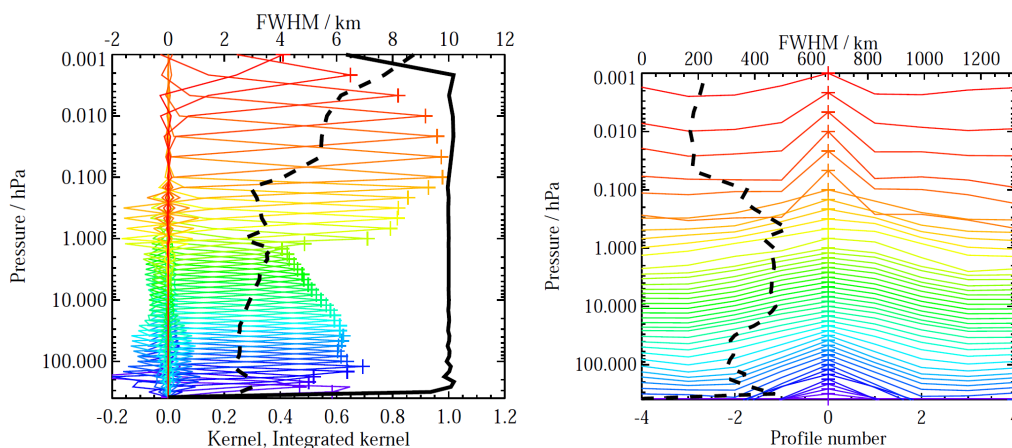 FWHM / km
-2 0 2 4 6 8 10 12
0.001
0.010
0.100
1.000
10.000
100.000
Pressure / hPa
-0.2 0.0 0.2 0.4 0.6 0.8 1.0 1.2
Kernel, Integrated kernel
FWHM / km
0 200 400 600 800 1000 1200
0.001
0.010
0.100
1.000
10.000
100.000
Pressure / hPa
-4 -2 0 2 4
Profile number